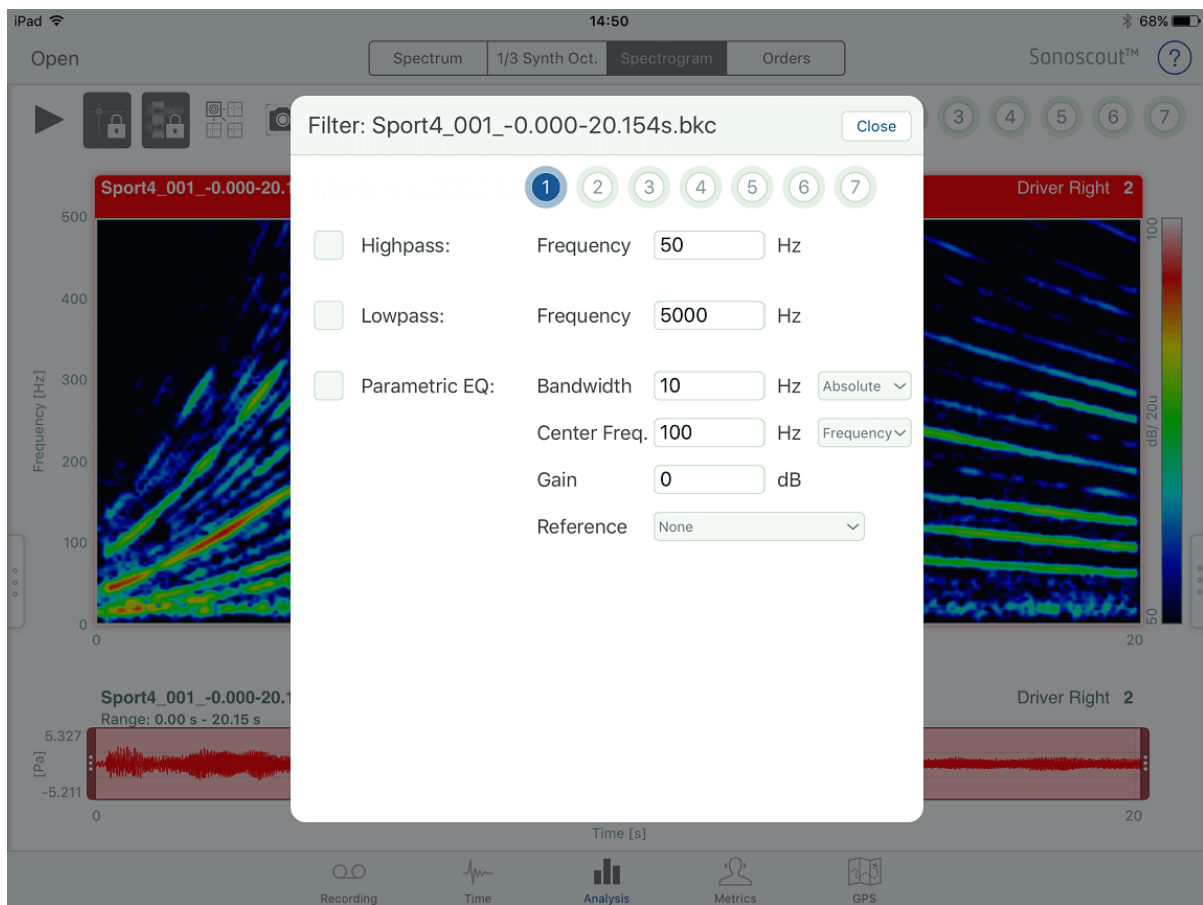 iPad 14:50 68%
Open Spectrum 1/3 Synth Oct. Spectrogram Orders Sonoscout™ ?
3 4 5 6 7
Filter: Sport4_001_-0.000-20.154s.bkc Close
1 2 3 4 5 6 7
Sport4_001_-0.000-20.1 Driver Right 2
Highpass: Frequency 50 Hz
Lowpass: Frequency 5000 Hz
Parametric EQ: Bandwidth 10 Hz Absolute
Center Freq. 100 Hz Frequency
Gain 0 dB
Reference None
500
400
300
200
100
0
Frequency [Hz]
0 20
100
dB/ 20u
50
Sport4_001_-0.000-20.1 Driver Right 2
Range: 0.00 s - 20.15 s
5.327
[Pa]
-5.211
0 20
Time [s]
Recording Time Analysis Metrics GPS